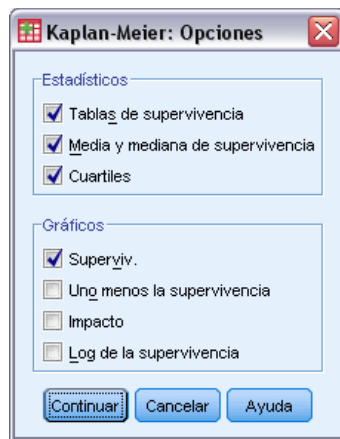 Kaplan-Meier: Opciones
Estadísticos
Tablas de supervivencia
Media y mediana de supervivencia
Cuartiles
Gráficos
Superviv.
Uno menos la supervivencia
Impacto
Log de la supervivencia
Continuar Cancelar Ayuda